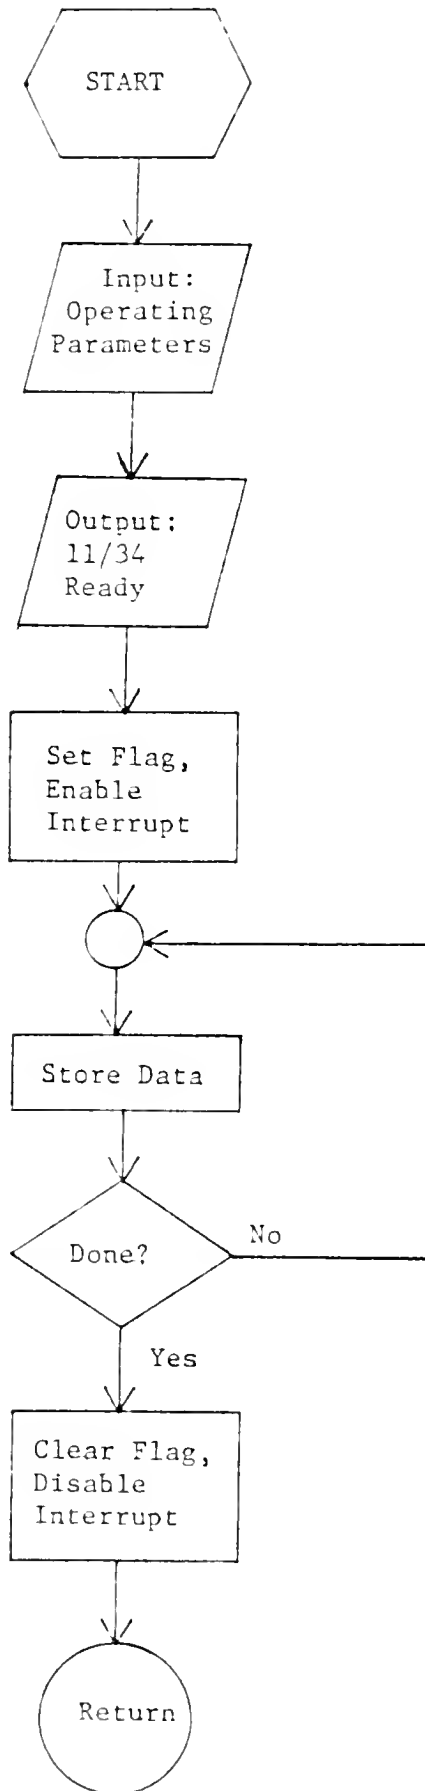 START
Input:
Operating
Parameters
Output:
11/34
Ready
Set Flag,
Enable
Interrupt
Store Data
Done?
No
Yes
Clear Flag,
Disable
Interrupt
Return